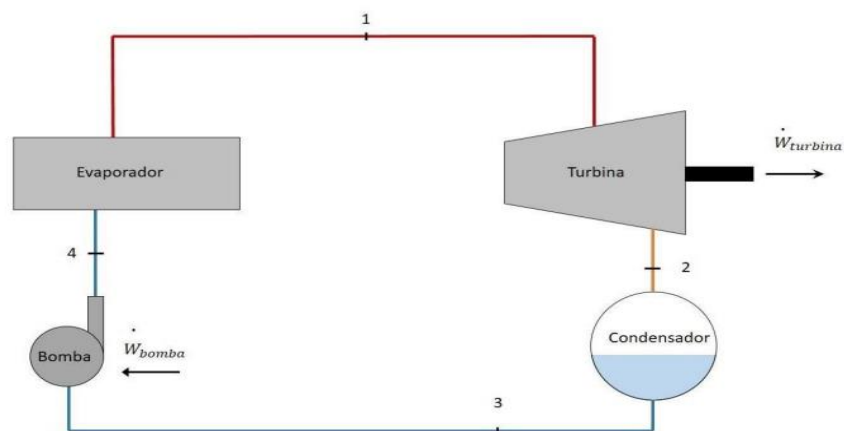 1
Evaporador
Turbina
Ẇturbina
4
2
Bomba
Ẇbomba
Condensador
3